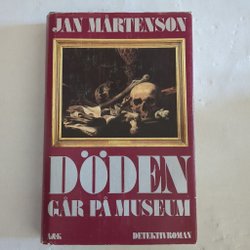 JAN MÅRTENSON
DÖDEN
GÅR PÅ MUSEUM
DETEKTIVROMAN